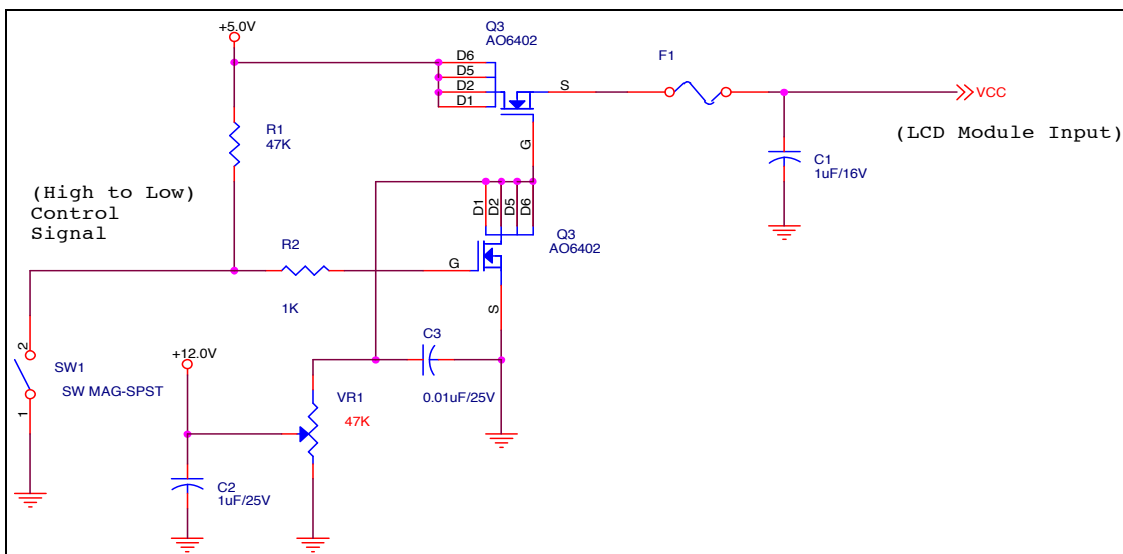 +5.0V
Q3
AO6402
D6
D5
D2
D1
S
G
F1
VCC
(LCD Module Input)
R1
47K
C1
1uF/16V
(High to Low)
Control
Signal
D1
D2
D5
D6
Q3
AO6402
R2
1K
G
S
+12.0V
C3
0.01uF/25V
2
SW1
SW MAG-SPST
1
VR1
47K
C2
1uF/25V